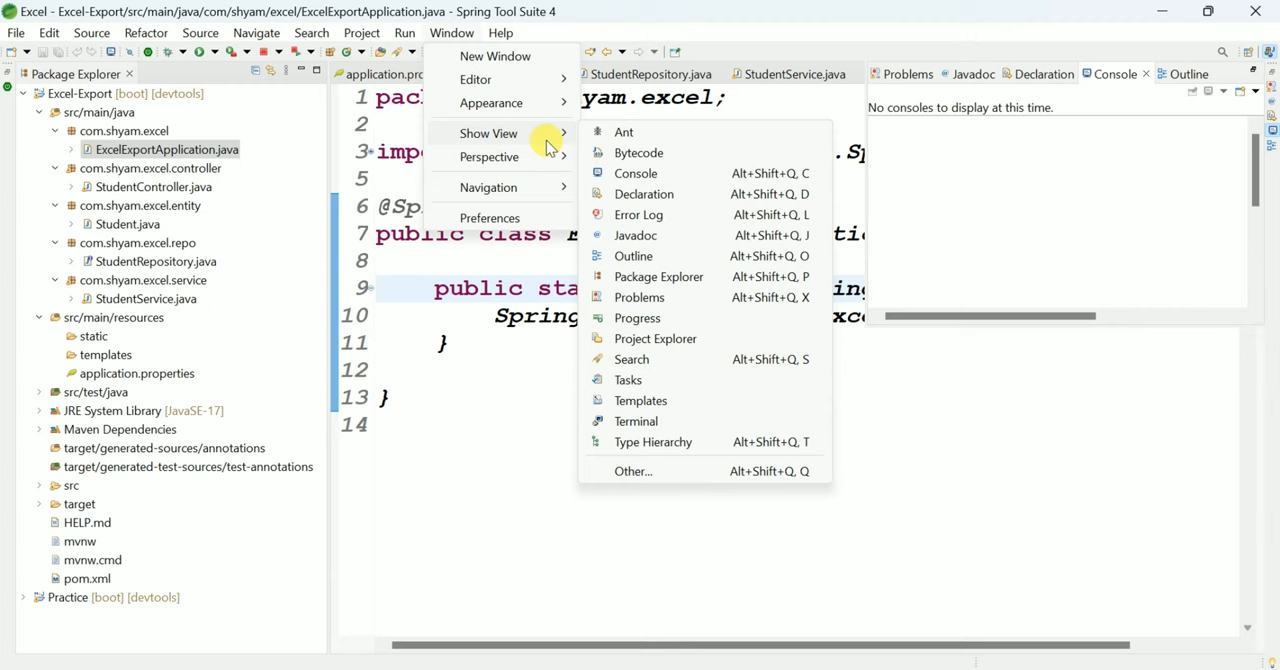 Excel - Excel-Export/src/main/java/com/shyam/excel/ExcelExportApplication.java - Spring Tool Suite 4
File Edit Source Refactor Source Navigate Search Project Run Window Help
Package Explorer
Excel-Export [boot] [devtools]
src/main/java
com.shyam.excel
ExcelExportApplication.java
com.shyam.excel.controller
StudentController.java
com.shyam.excel.entity
Student.java
com.shyam.excel.repo
StudentRepository.java
com.shyam.excel.service
StudentService.java
src/main/resources
static
templates
application.properties
src/test/java
JRE System Library [JavaSE-17]
Maven Dependencies
target/generated-sources/annotations
target/generated-test-sources/test-annotations
src
target
HELP.md
mvnw
mvnw.cmd
pom.xml
Practice [boot] [devtools]
application.pr StudentRepository.java StudentService.java
1 pac yam.excel;
2
3 imp .Sp
5
6 @Sp
7 public class
8
9 public sta
10 Spring
11 }
12
13 }
14
New Window
Editor
Appearance
Show View
Perspective
Navigation
Preferences
Ant
Bytecode
Console Alt+Shift+Q, C
Declaration Alt+Shift+Q, D
Error Log Alt+Shift+Q, L
Javadoc Alt+Shift+Q, J
Outline Alt+Shift+Q, O
Package Explorer Alt+Shift+Q, P
Problems Alt+Shift+Q, X
Progress
Project Explorer
Search Alt+Shift+Q, S
Tasks
Templates
Terminal
Type Hierarchy Alt+Shift+Q, T
Other... Alt+Shift+Q, Q
Problems Javadoc Declaration Console Outline
No consoles to display at this time.